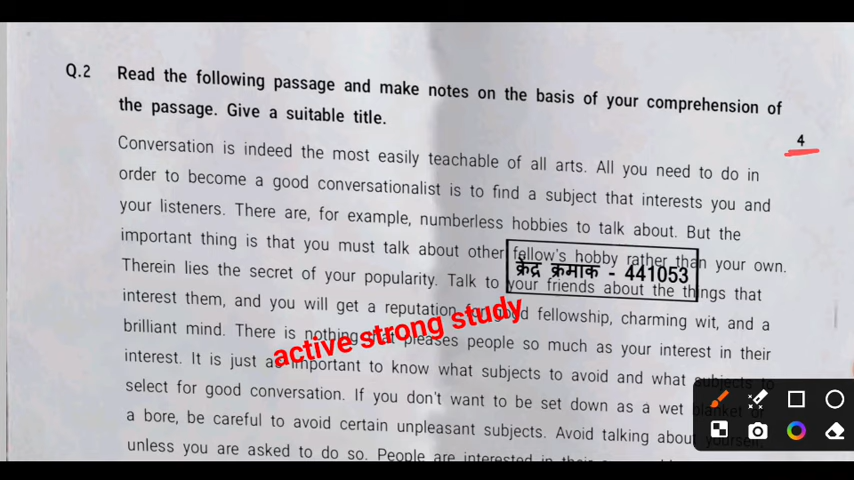 Q.2 Read the following passage and make notes on the basis of your comprehension of
the passage. Give a suitable title.
4
Conversation is indeed the most easily teachable of all arts. All you need to do in
order to become a good conversationalist is to find a subject that interests you and
your listeners. There are, for example, numberless hobbies to talk about. But the
important thing is that you must talk about other fellow's hobby rather than your own.
केंद्र क्रमाक - 441053
Therein lies the secret of your popularity. Talk to your friends about the things that
interest them, and you will get a reputation for good fellowship, charming wit, and a
active strong study
brilliant mind. There is nothing that pleases people so much as your interest in their
interest. It is just as important to know what subjects to avoid and what subjects to
select for good conversation. If you don't want to be set down as a wet blanket or
a bore, be careful to avoid certain unpleasant subjects. Avoid talking about yourself,
unless you are asked to do so. People are interested in their